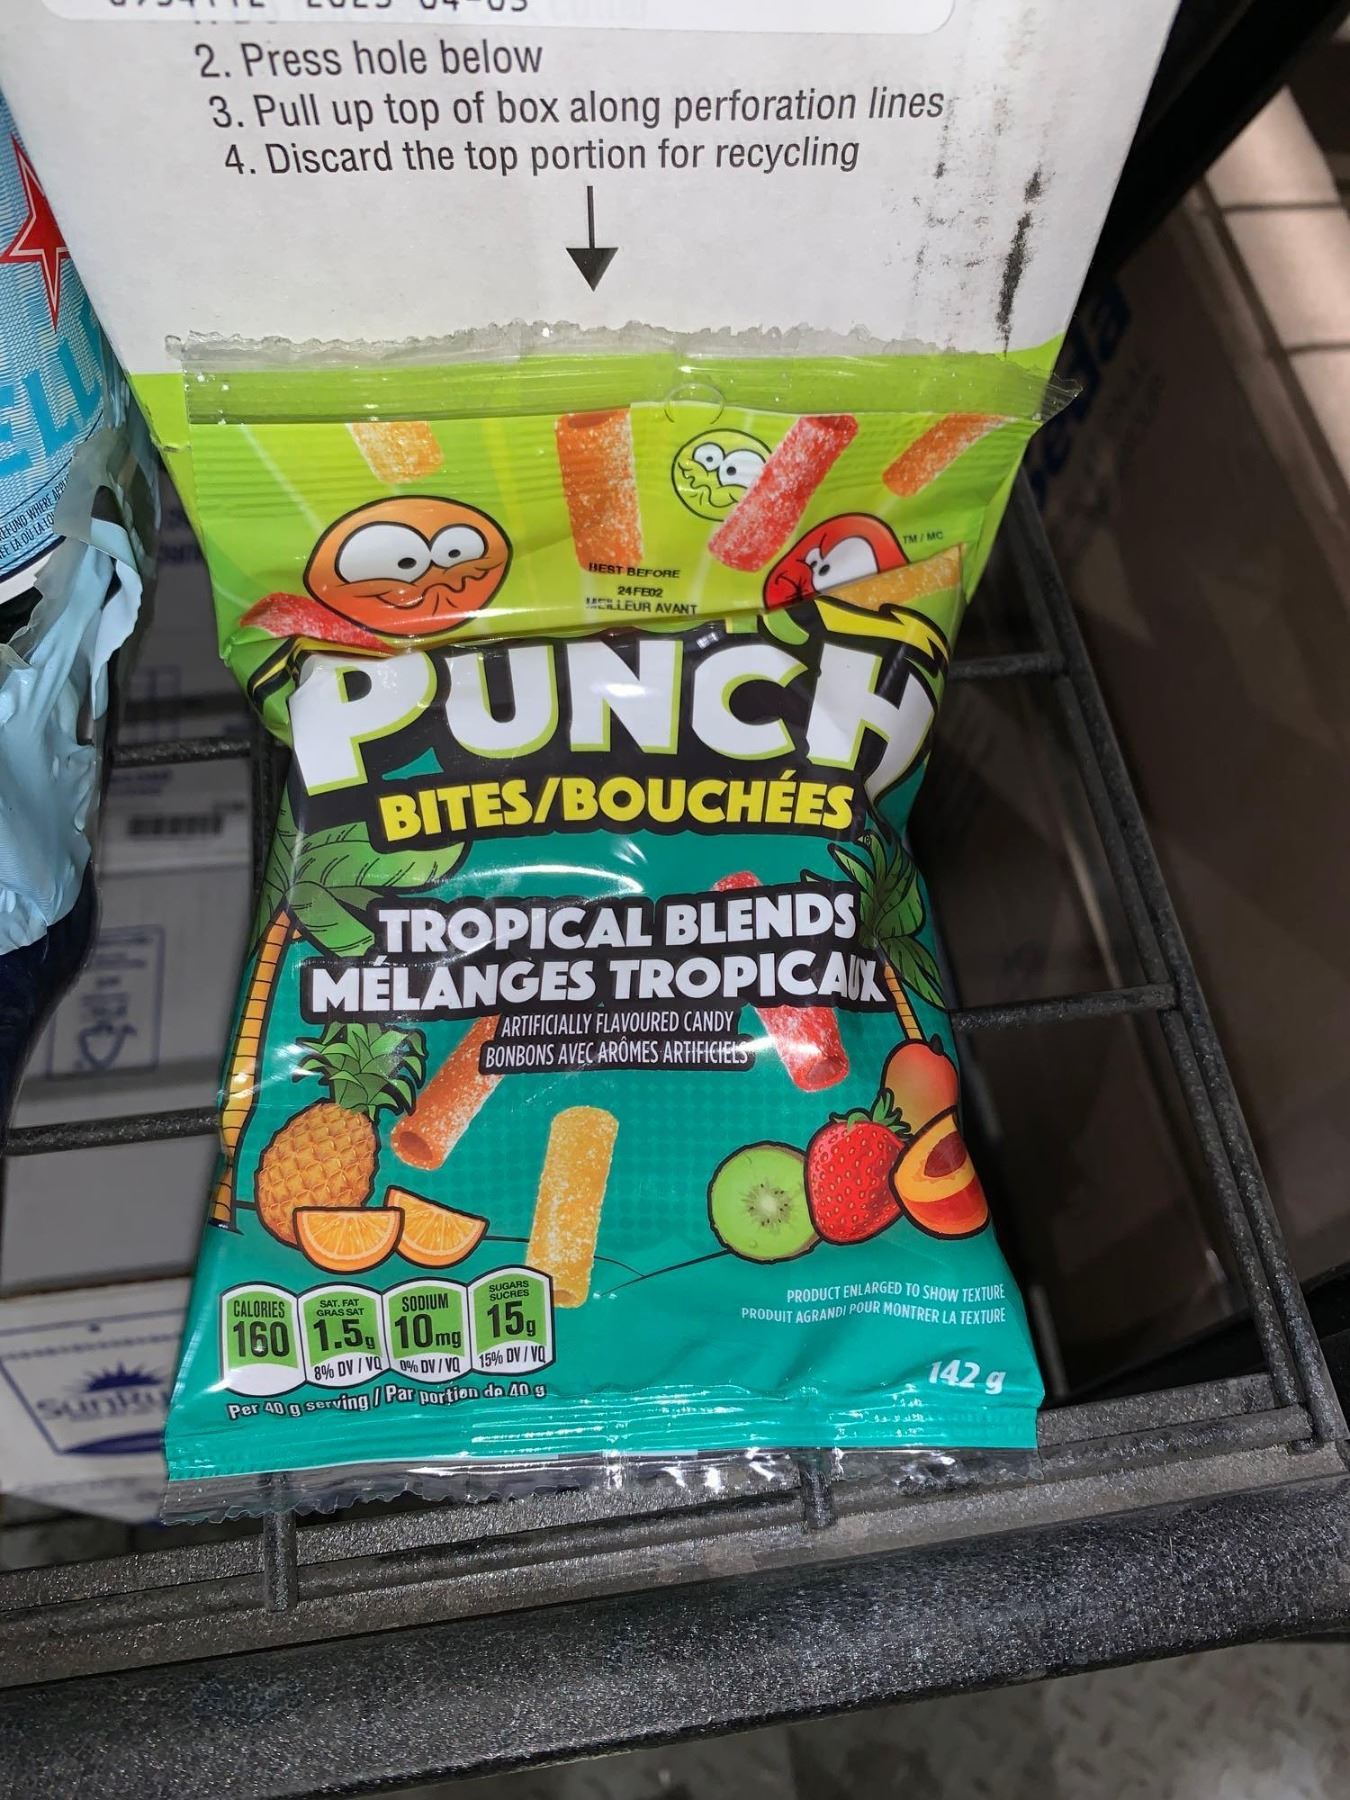 2. Press hole below
3. Pull up top of box along perforation lines
4. Discard the top portion for recycling
TM / MC
BEST BEFORE
24FE02
MEILLEUR AVANT
PUNCH
BITES/BOUCHÉES
TROPICAL BLENDS
MÉLANGES TROPICAUX
ARTIFICIALLY FLAVOURED CANDY
BONBONS AVEC ARÔMES ARTIFICIELS
PRODUCT ENLARGED TO SHOW TEXTURE
PRODUIT AGRANDI POUR MONTRER LA TEXTURE
142 g
CALORIES
160
SAT. FAT
GRAS SAT
1.5g
8% DV / VQ
SODIUM
10mg
0% DV / VQ
SUGARS
SUCRES
15g
15% DV / VQ
Per 40 g serving / Par portion de 40 g